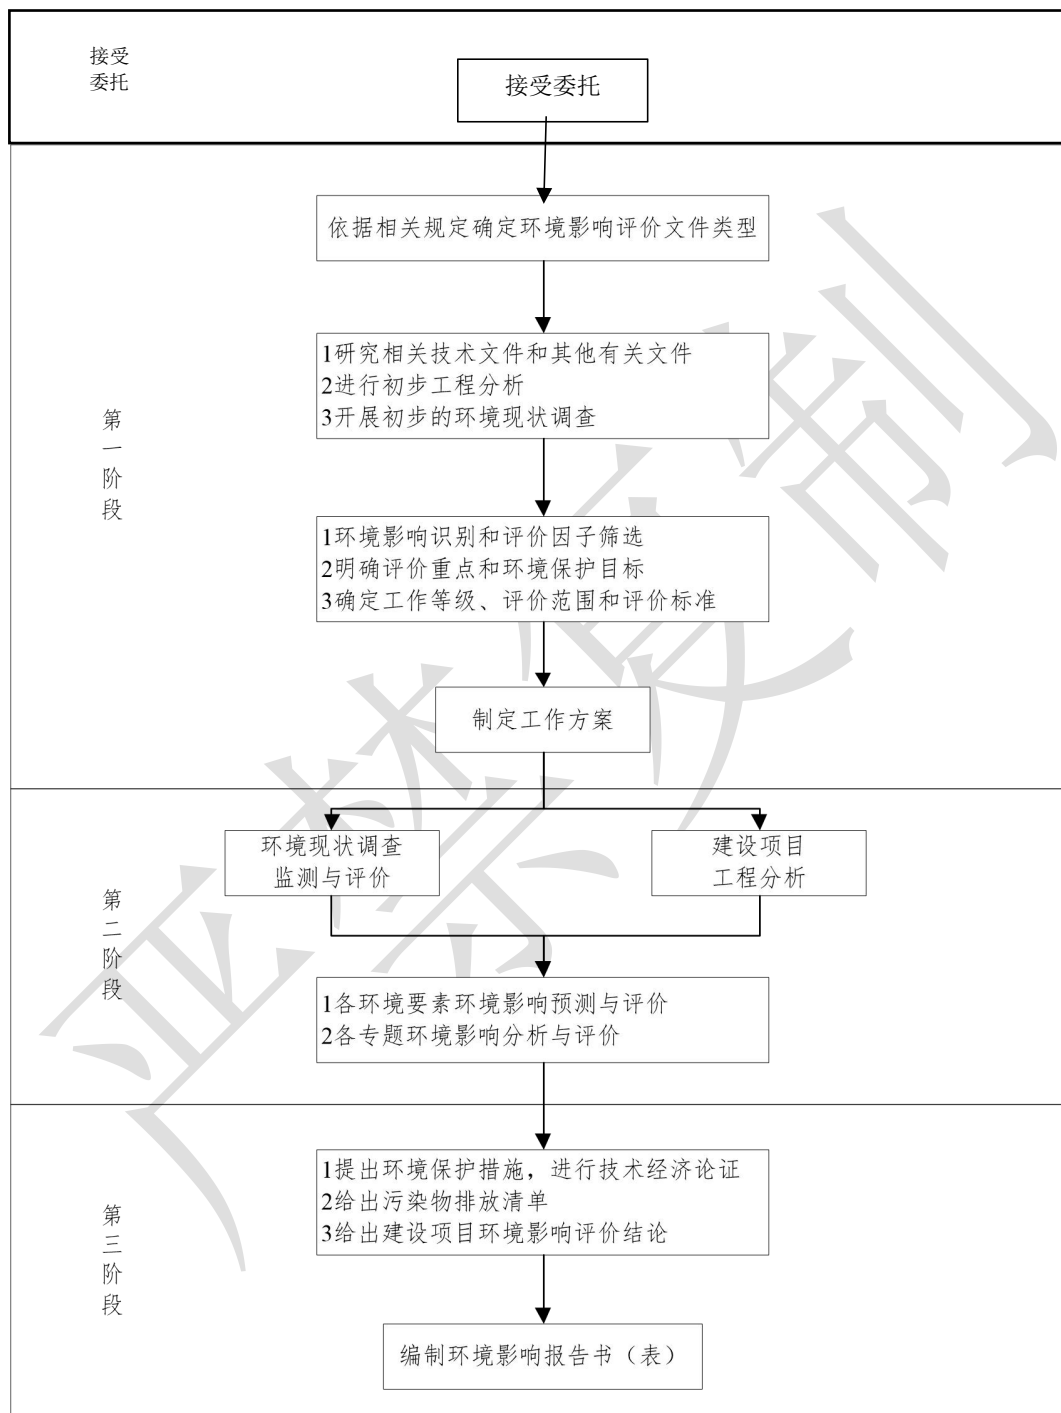 接受
委托
接受委托
依据相关规定确定环境影响评价文件类型
1研究相关技术文件和其他有关文件
2进行初步工程分析
3开展初步的环境现状调查
第
一
阶
段
1环境影响识别和评价因子筛选
2明确评价重点和环境保护目标
3确定工作等级、评价范围和评价标准
制定工作方案
环境现状调查
监测与评价
建设项目
工程分析
第
二
阶
段
1各环境要素环境影响预测与评价
2各专题环境影响分析与评价
1提出环境保护措施，进行技术经济论证
2给出污染物排放清单
3给出建设项目环境影响评价结论
第
三
阶
段
编制环境影响报告书（表）
严禁复制